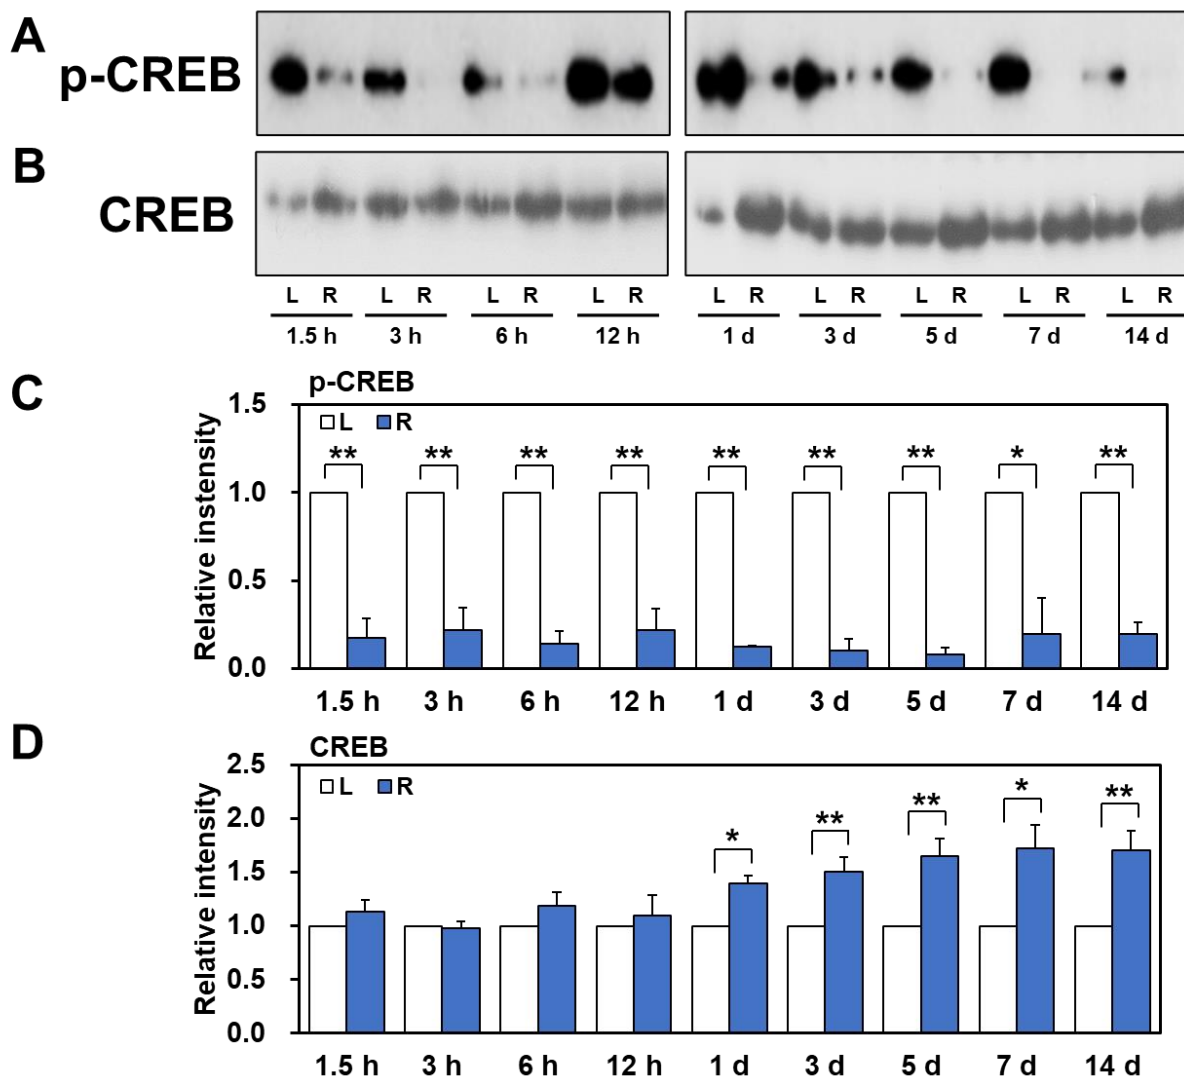 A
p-CREB
B
CREB
L R L R L R L R L R L R L R L R L R
1.5 h 3 h 6 h 12 h 1 d 3 d 5 d 7 d 14 d
C
p-CREB
Relative instensity
1.5
1.0
0.5
0.0
L R
** ** ** ** ** ** ** * **
1.5 h 3 h 6 h 12 h 1 d 3 d 5 d 7 d 14 d
D
CREB
Relative intensity
2.5
2.0
1.5
1.0
0.5
0.0
L R
* ** ** * **
1.5 h 3 h 6 h 12 h 1 d 3 d 5 d 7 d 14 d